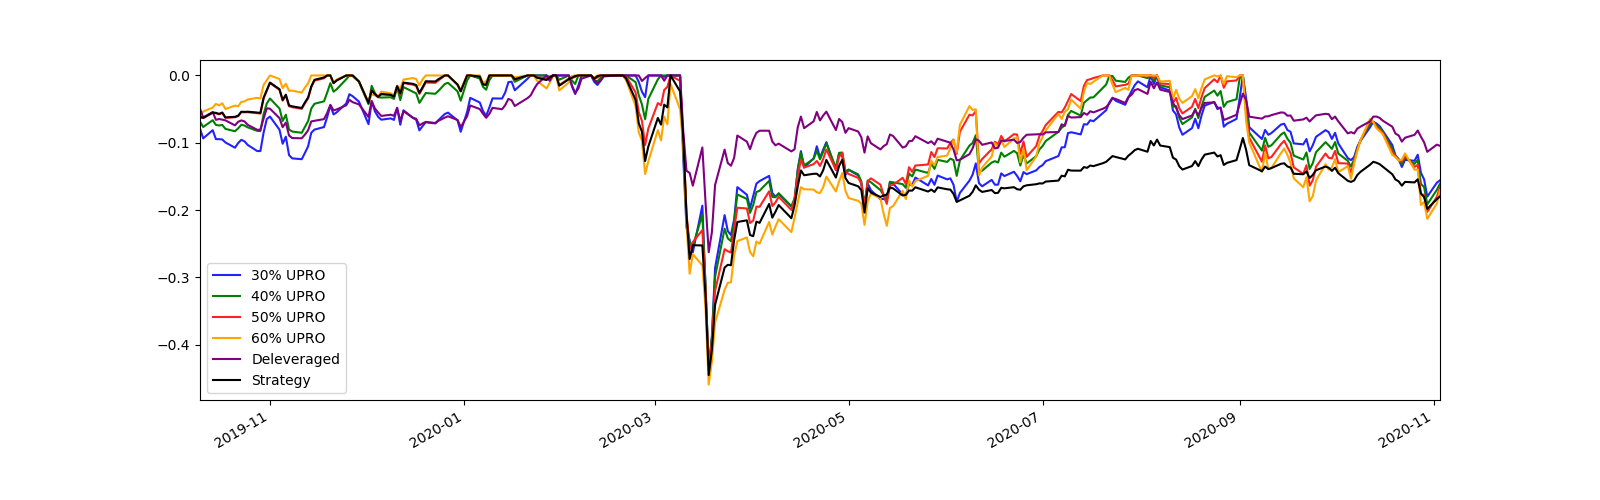 0.0
−0.1
−0.2
−0.3
−0.4
30% UPRO
40% UPRO
50% UPRO
60% UPRO
Deleveraged
Strategy
2019-11
2020-01
2020-03
2020-05
2020-07
2020-09
2020-11